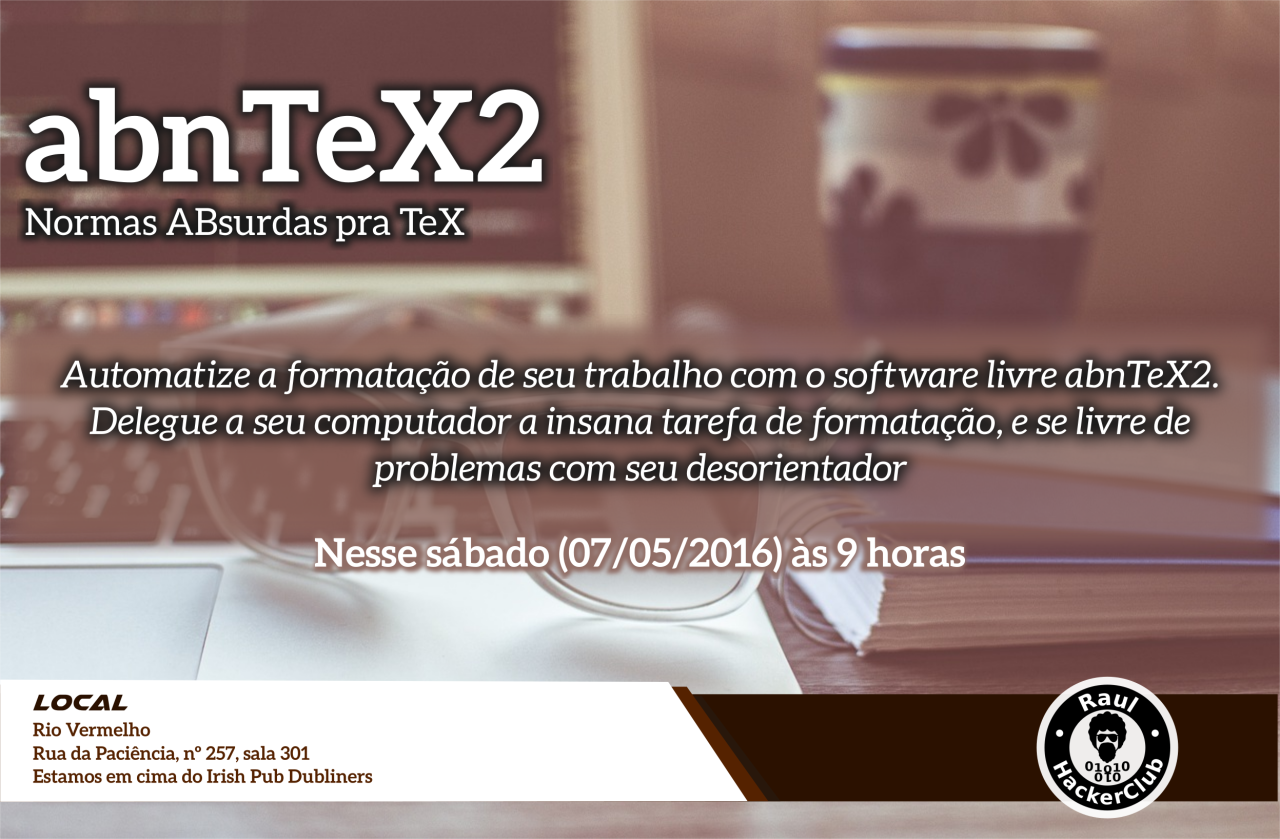 abnTeX2
Normas ABsurdas pra TeX
Automatize a formatação de seu trabalho com o software livre abnTeX2.
Delegue a seu computador a insana tarefa de formatação, e se livre de
problemas com seu desorientador
Nesse sábado (07/05/2016) às 9 horas
LOCAL
Rio Vermelho
Rua da Paciência, nº 257, sala 301
Estamos em cima do Irish Pub Dubliners
Raul
01010
010
HackerClub